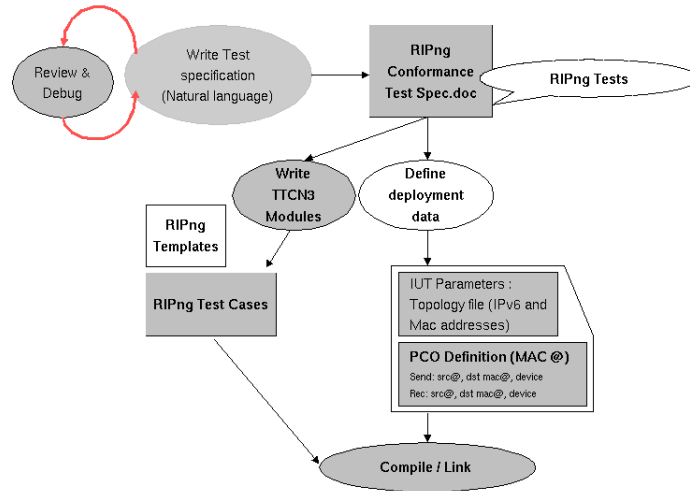 Write Test
specification
(Natural language)
Review &
Debug
RIPng
Conformance
Test Spec.doc
RIPng Tests
Write
TTCN3
Modules
Define
deployment
data
RIPng
Templates
RIPng Test Cases
IUT Parameters :
Topology file (IPv6 and
Mac addresses)
PCO Definition (MAC @)
Send: src@, dst mac@, device
Rec: src@, dst mac@, device
Compile / Link